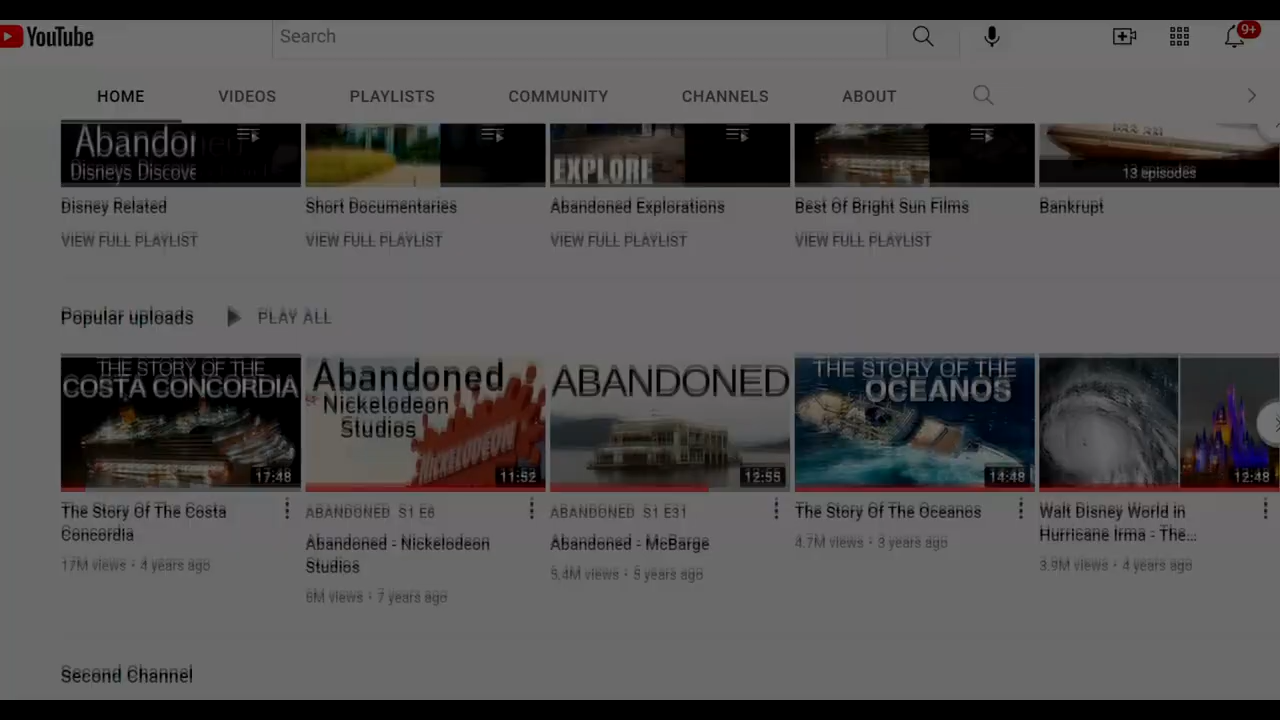 YouTube
Search
9+
HOME VIDEOS PLAYLISTS COMMUNITY CHANNELS ABOUT
Abandoned
Disneys
EXPLORE
13 episodes
Disney Related
Short Documentaries
Abandoned Explorations
Best Of Bright Sun Films
Bankrupt
VIEW FULL PLAYLIST
VIEW FULL PLAYLIST
VIEW FULL PLAYLIST
VIEW FULL PLAYLIST
Popular uploads PLAY ALL
THE STORY OF THE
COSTA CONCORDIA
17:48
Abandoned
Nickelodeon
Studios
NICKELODEON
11:52
ABANDONED
12:55
THE STORY OF THE
OCEANOS
14:48
12:48
The Story Of The Costa
Concordia
17M views • 4 years ago
ABANDONED S1 E6
Abandoned - Nickelodeon
Studios
6M views • 7 years ago
ABANDONED S1 E31
Abandoned - McBarge
5.4M views • 5 years ago
The Story Of The Oceanos
4.7M views • 3 years ago
Walt Disney World in
Hurricane Irma - The...
3.9M views • 4 years ago
Second Channel